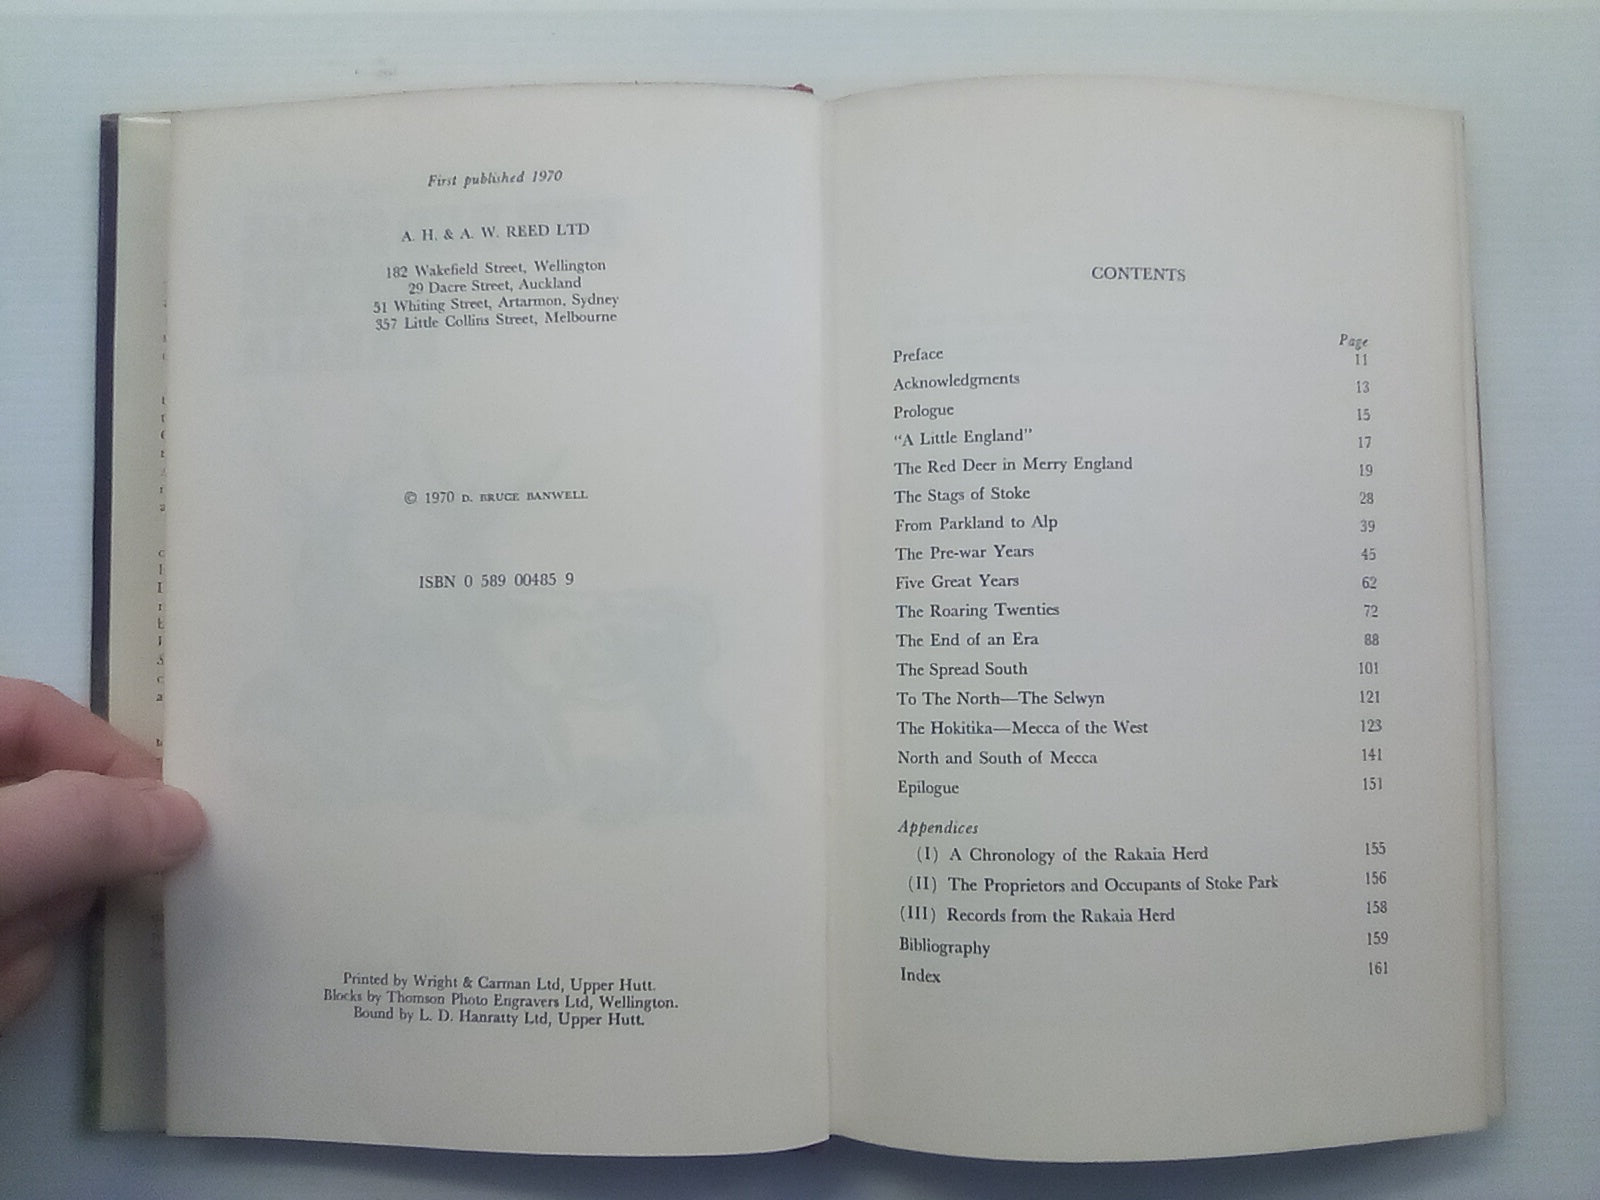 First published 1970
A. H. & A. W. REED LTD
182 Wakefield Street, Wellington
29 Dacre Street, Auckland
51 Whiting Street, Artarmon, Sydney
357 Little Collins Street, Melbourne
© 1970 D. BRUCE BANWELL
ISBN 0 589 00485 9
Printed by Wright & Carman Ltd, Upper Hutt.
Blocks by Thomson Photo Engravers Ltd, Wellington.
Bound by L. D. Hanratty Ltd, Upper Hutt.
CONTENTS
Page
Preface 11
Acknowledgments 13
Prologue 15
“A Little England” 17
The Red Deer in Merry England 19
The Stags of Stoke 28
From Parkland to Alp 39
The Pre-war Years 45
Five Great Years 62
The Roaring Twenties 72
The End of an Era 88
The Spread South 101
To The North—The Selwyn 121
The Hokitika—Mecca of the West 123
North and South of Mecca 141
Epilogue 151
Appendices
(I) A Chronology of the Rakaia Herd 155
(II) The Proprietors and Occupants of Stoke Park 156
(III) Records from the Rakaia Herd 158
Bibliography 159
Index 161